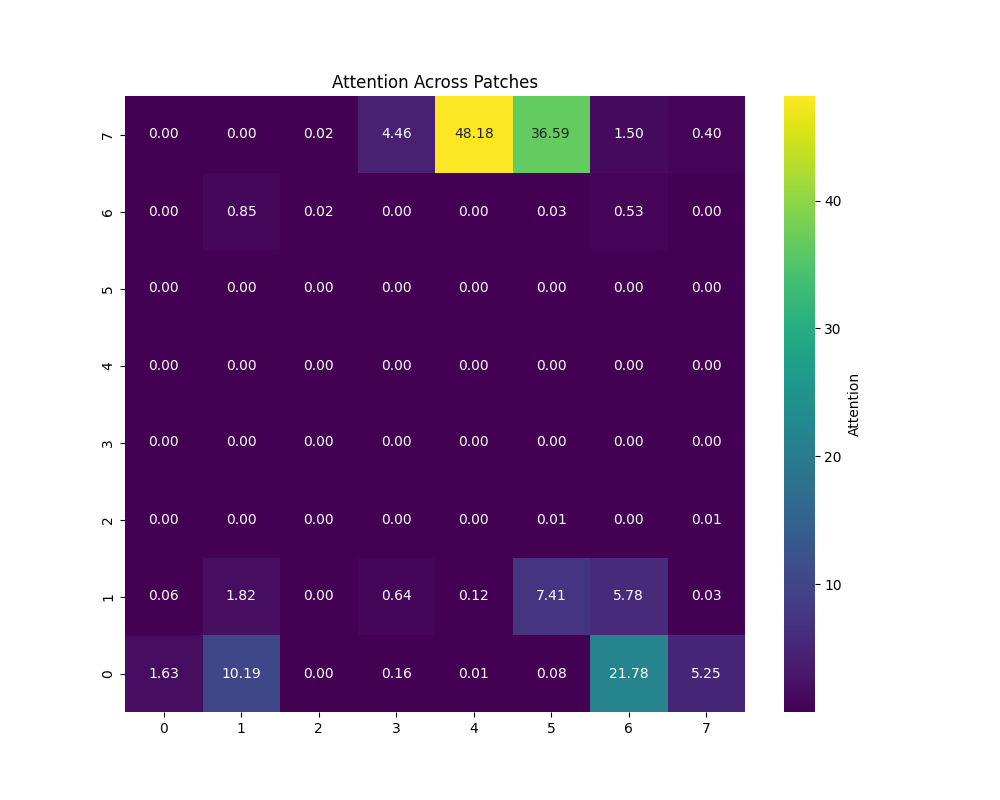 Attention Across Patches
7 0.00 0.00 0.02 4.46 48.18 36.59 1.50 0.40
6 0.00 0.85 0.02 0.00 0.00 0.03 0.53 0.00
5 0.00 0.00 0.00 0.00 0.00 0.00 0.00 0.00
4 0.00 0.00 0.00 0.00 0.00 0.00 0.00 0.00
3 0.00 0.00 0.00 0.00 0.00 0.00 0.00 0.00
2 0.00 0.00 0.00 0.00 0.00 0.01 0.00 0.01
1 0.06 1.82 0.00 0.64 0.12 7.41 5.78 0.03
0 1.63 10.19 0.00 0.16 0.01 0.08 21.78 5.25
0 1 2 3 4 5 6 7
40
30
20
10
Attention